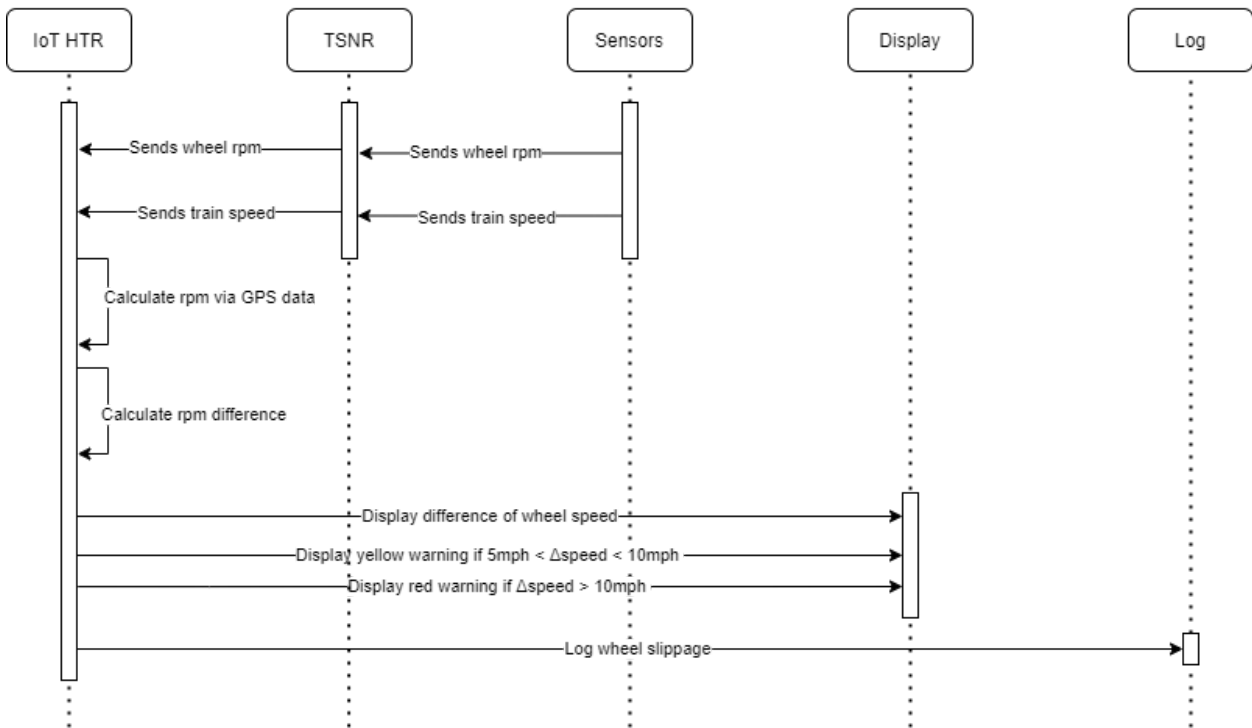 IoT HTR
TSNR
Sensors
Display
Log
Sends wheel rpm
Sends wheel rpm
Sends train speed
Sends train speed
Calculate rpm via GPS data
Calculate rpm difference
Display difference of wheel speed
Display yellow warning if 5mph < Δspeed < 10mph
Display red warning if Δspeed > 10mph
Log wheel slippage